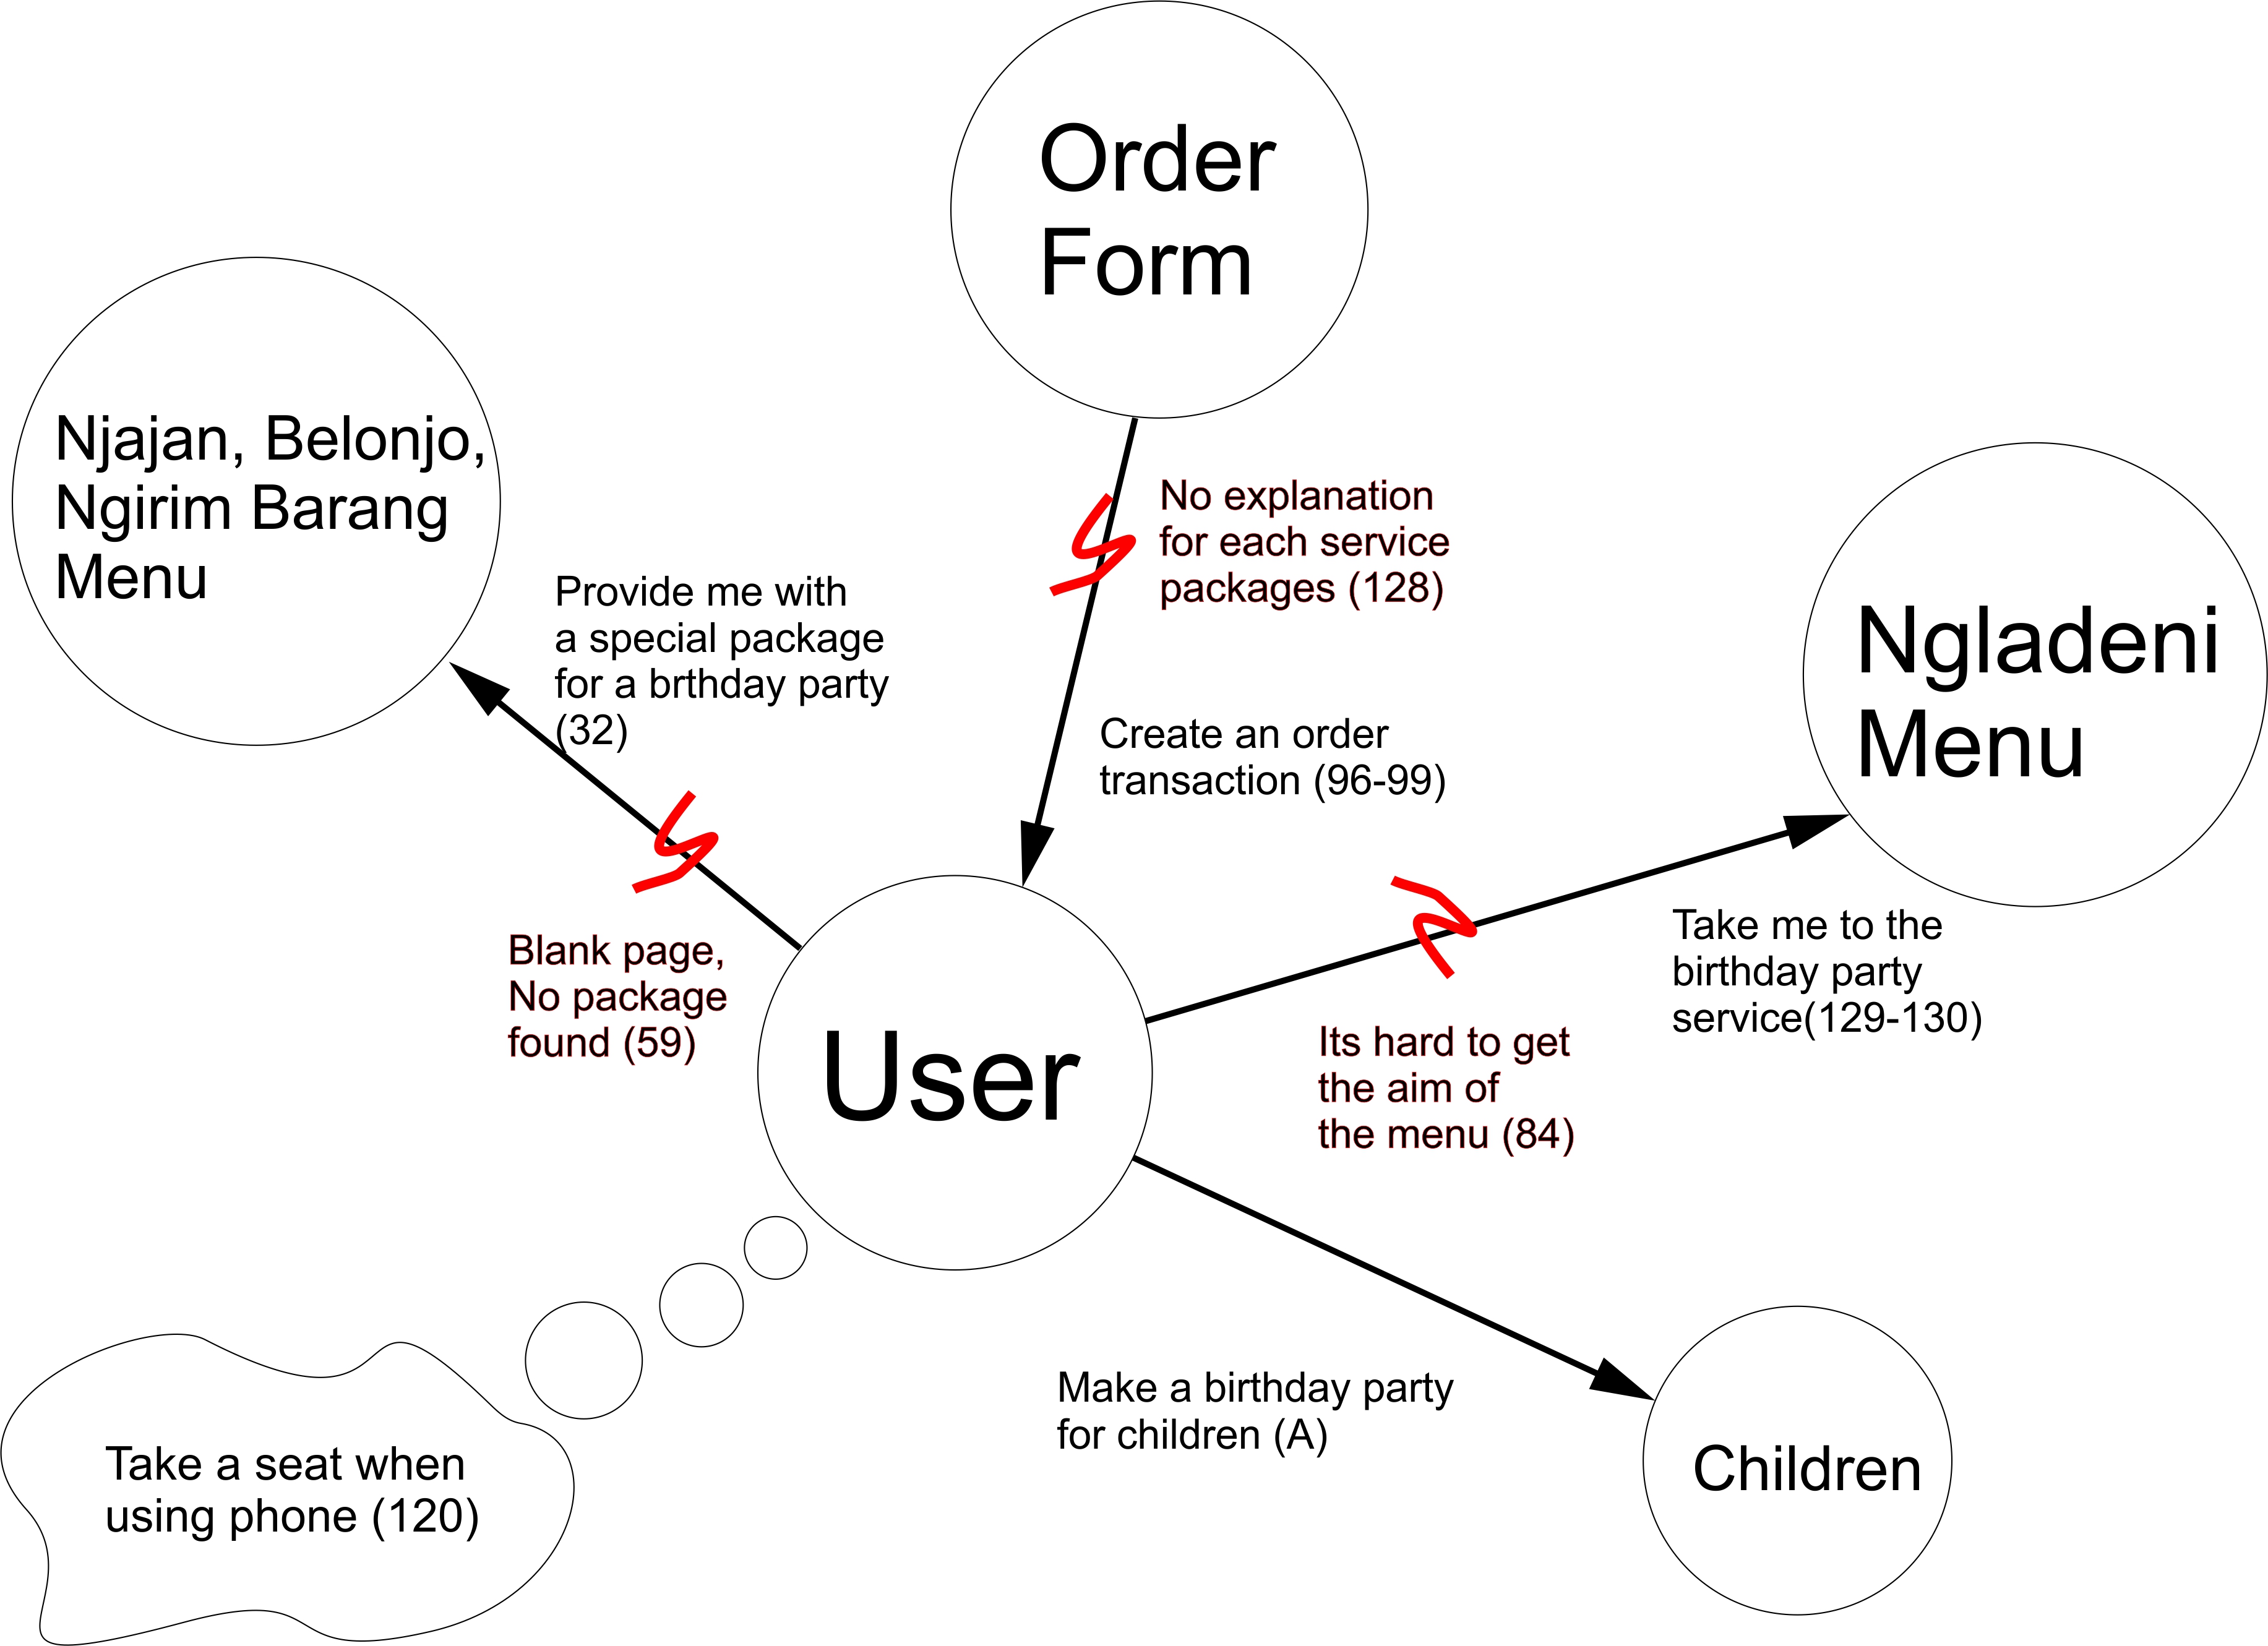 Order
Form
Njajan, Belonjo,
Ngirim Barang
Menu
No explanation
for each service
packages (128)
Provide me with
a special package
for a brthday party
(32)
Ngladeni
Menu
Create an order
transaction (96-99)
Take me to the
birthday party
service(129-130)
Blank page,
No package
found (59)
User
Its hard to get
the aim of
the menu (84)
Make a birthday party
for children (A)
Children
Take a seat when
using phone (120)